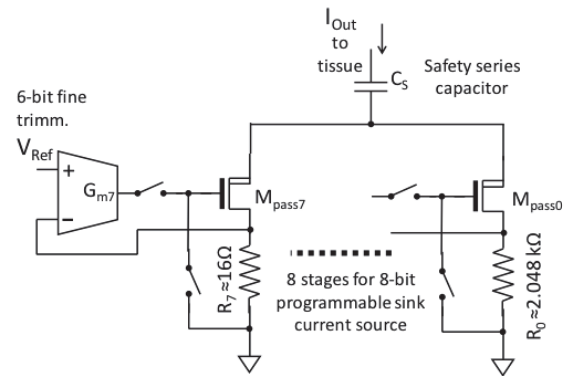 I_Out
to
tissue
C_S
Safety series
capacitor
6-bit fine
trimm.
V_Ref
+
G_m7
−
M_pass7
M_pass0
R_7≈16Ω
8 stages for 8-bit
programmable sink
current source
R_0≈2.048 kΩ